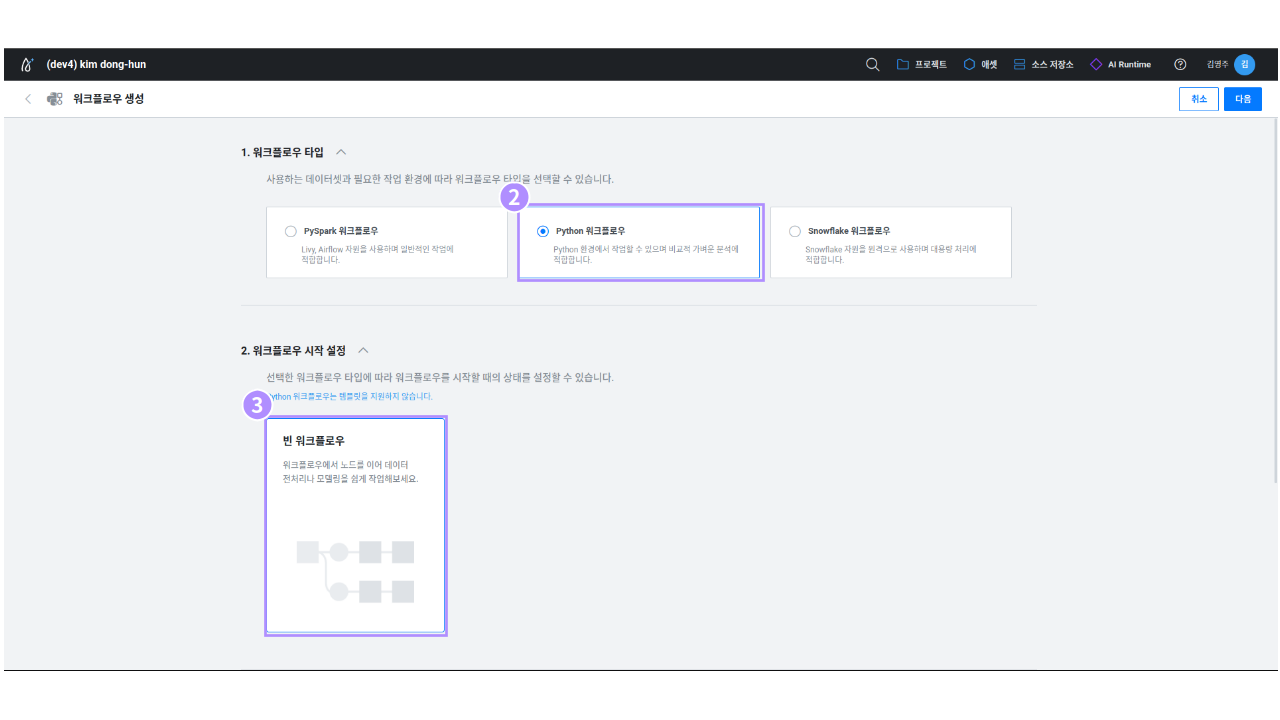 (dev4) kim dong-hun
프로젝트
애셋
소스 저장소
AI Runtime
?
김영주
김
워크플로우 생성
취소
다음
1. 워크플로우 타입
사용하는 데이터셋과 필요한 작업 환경에 따라 워크플로우 타입을 선택할 수 있습니다.
2
PySpark 워크플로우
Livy, Airflow 자원을 사용하며 일반적인 작업에
적합합니다.
Python 워크플로우
Python 환경에서 작업할 수 있으며 비교적 가벼운 분석에
적합합니다.
Snowflake 워크플로우
Snowflake 자원을 원격으로 사용하며 대용량 처리에
적합합니다.
2. 워크플로우 시작 설정
선택한 워크플로우 타입에 따라 워크플로우를 시작할 때의 상태를 설정할 수 있습니다.
3
Python 워크플로우는 템플릿을 지원하지 않습니다.
빈 워크플로우
워크플로우에서 노드를 이어 데이터
전처리나 모델링을 쉽게 작업해보세요.